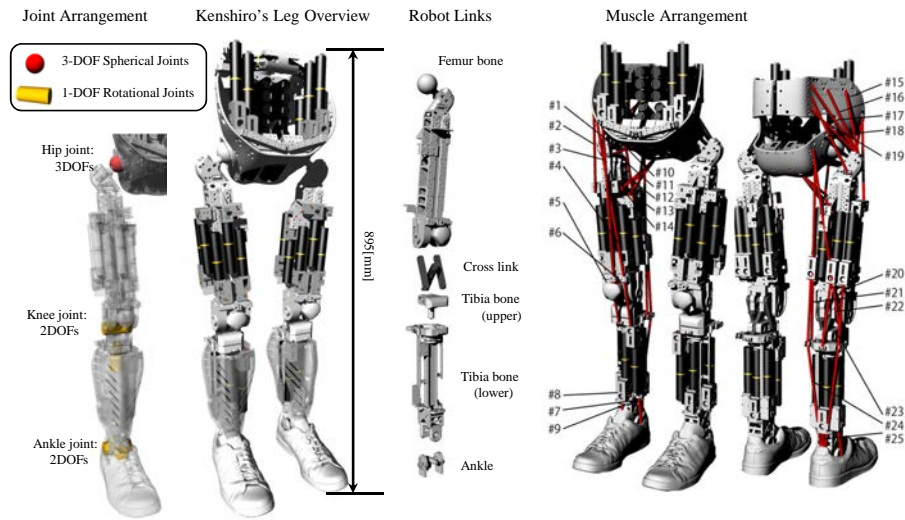 Joint Arrangement
3-DOF Spherical Joints
1-DOF Rotational Joints
Hip joint:
3DOFs
Knee joint:
2DOFs
Ankle joint:
2DOFs
Kenshiro's Leg Overview
895[mm]
Robot Links
Femur bone
Cross link
Tibia bone
(upper)
Tibia bone
(lower)
Ankle
Muscle Arrangement
#1
#2
#3
#4
#5
#6
#8
#7
#9
#10
#11
#12
#13
#14
#15
#16
#17
#18
#19
#20
#21
#22
#23
#24
#25